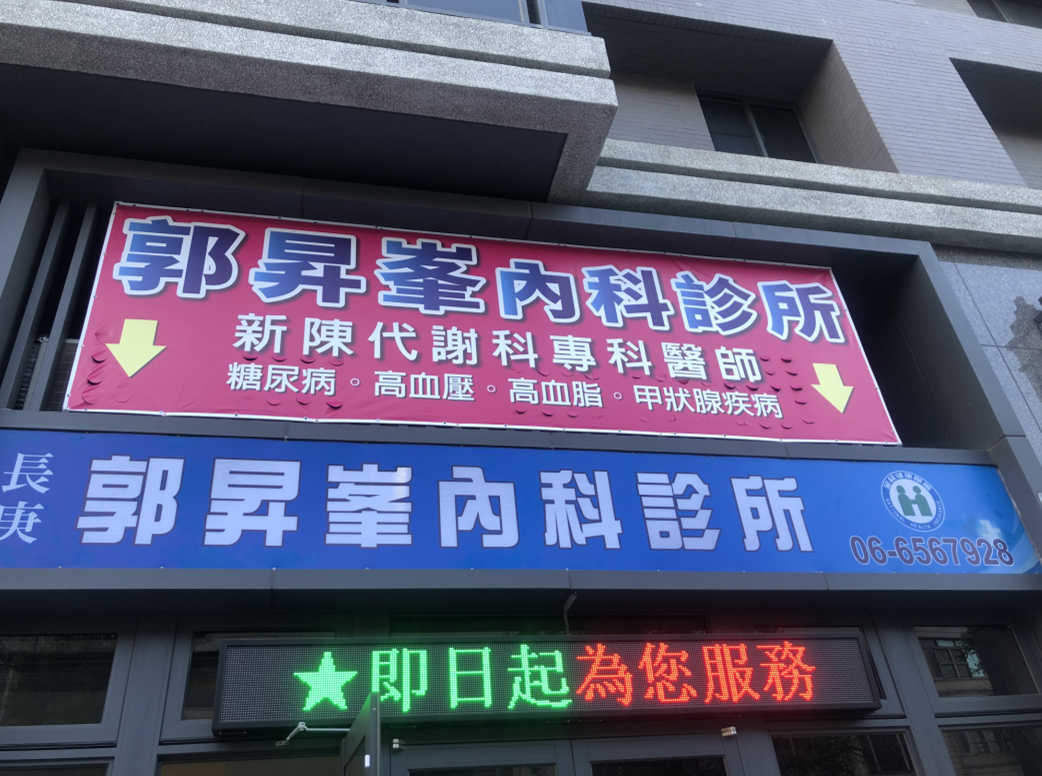 郭昇峯內科診所
新陳代謝科專科醫師
糖尿病。高血壓。高血脂。甲狀腺疾病
長庚
郭昇峯內科診所
06-6567928
★即日起為您服務